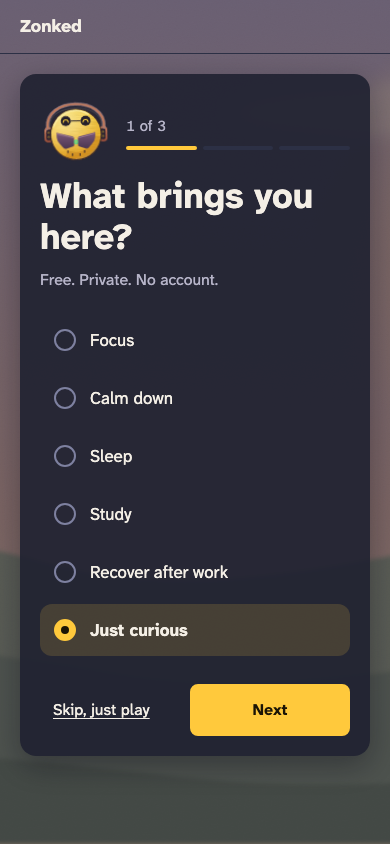 Zonked
1 of 3
What brings you
here?
Free. Private. No account.
Focus
Calm down
Sleep
Study
Recover after work
Just curious
Skip, just play
Next